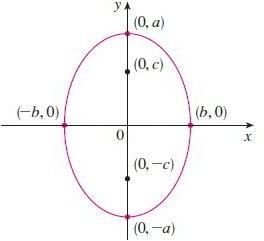 y
(0, a)
(0, c)
(−b, 0)
(b, 0)
0
x
(0, −c)
(0, −a)